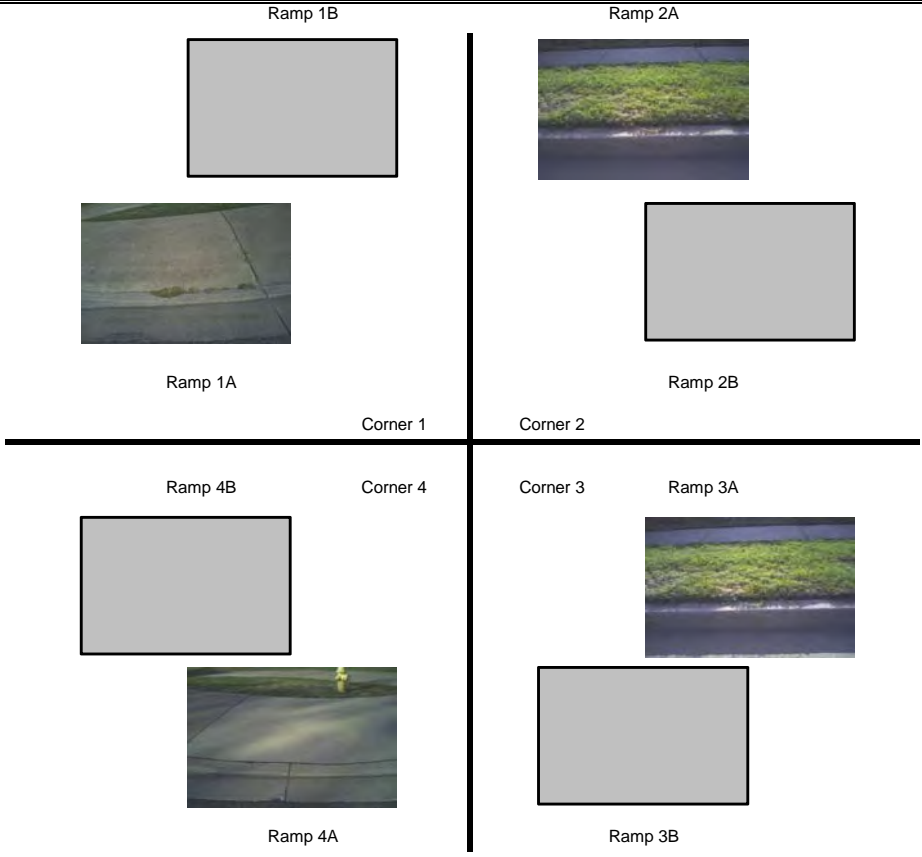 Ramp 1B
Ramp 2A
Ramp 1A
Ramp 2B
Corner 1
Corner 2
Ramp 4B
Corner 4
Corner 3
Ramp 3A
Ramp 4A
Ramp 3B